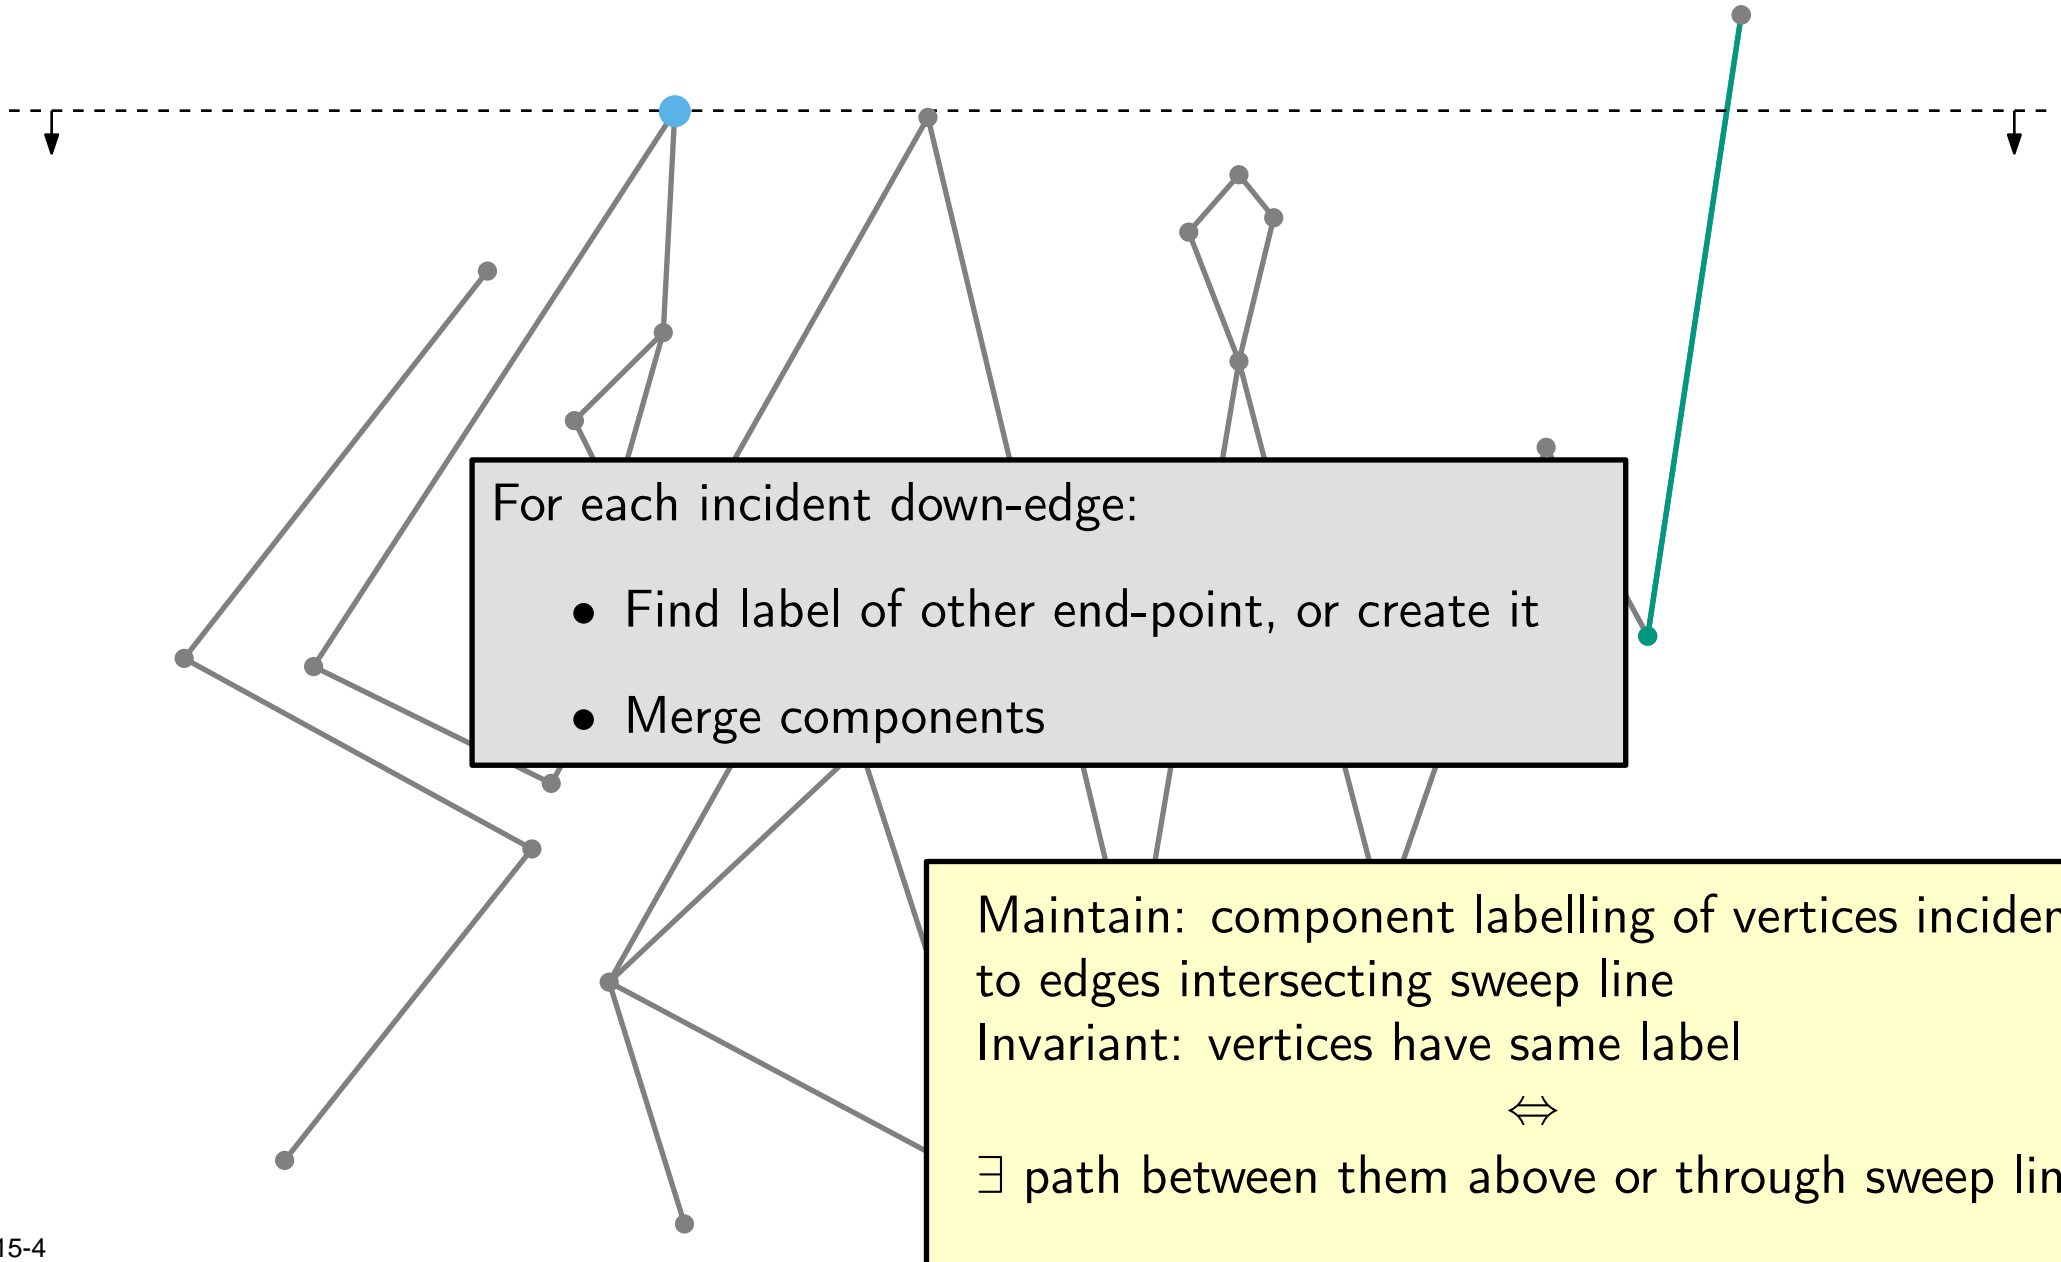 For each incident down-edge:
• Find label of other end-point, or create it
• Merge components
Maintain: component labelling of vertices
to edges intersecting sweep line
Invariant: vertices have same label
⇔
∃ path between them above or through sweep
15-4